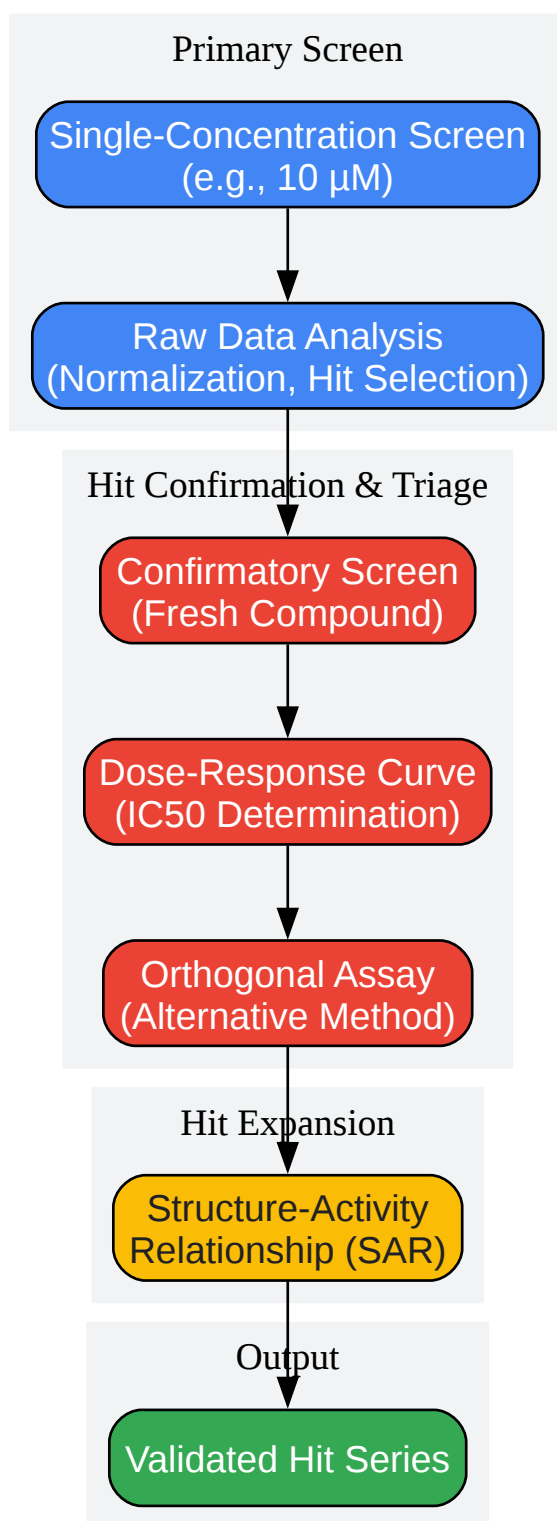 Primary Screen
Single-Concentration Screen
(e.g., 10 µM)
Raw Data Analysis
(Normalization, Hit Selection)
Hit Confirmation & Triage
Confirmatory Screen
(Fresh Compound)
Dose-Response Curve
(IC50 Determination)
Orthogonal Assay
(Alternative Method)
Hit Expansion
Structure-Activity
Relationship (SAR)
Output
Validated Hit Series